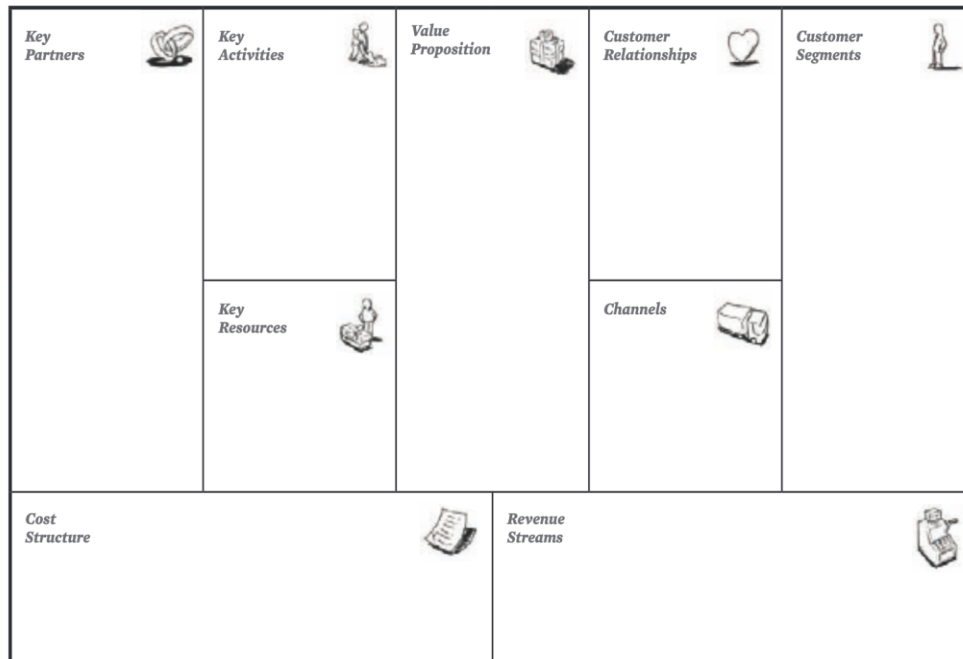 Key
Partners
Key
Activities
Value
Proposition
Customer
Relationships
Customer
Segments
Key
Resources
Channels
Cost
Structure
Revenue
Streams